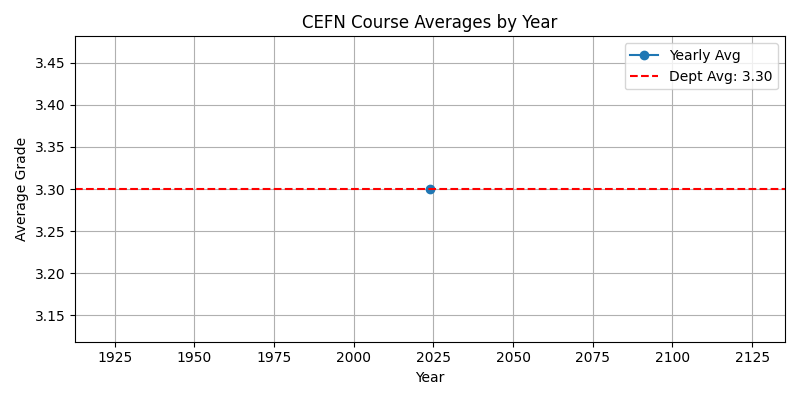 CEFN Course Averages by Year
Yearly Avg
Dept Avg: 3.30
Average Grade
3.45
3.40
3.35
3.30
3.25
3.20
3.15
1925 1950 1975 2000 2025 2050 2075 2100 2125
Year